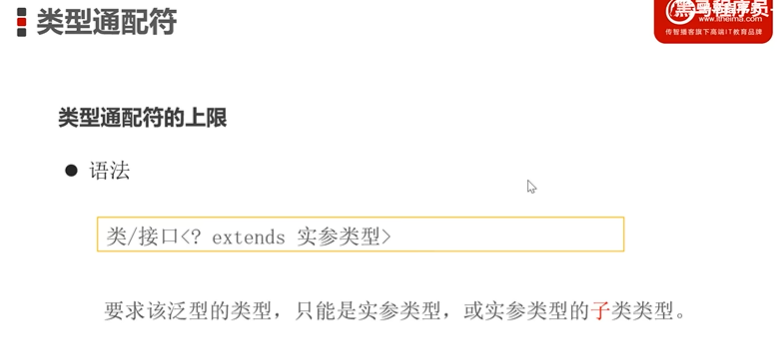 类型通配符
黑马程序员
www.itheima.com
传智播客旗下高端IT教育品牌
类型通配符的上限
● 语法
类/接口<? extends 实参类型>
要求该泛型的类型，只能是实参类型，或实参类型的子类类型。